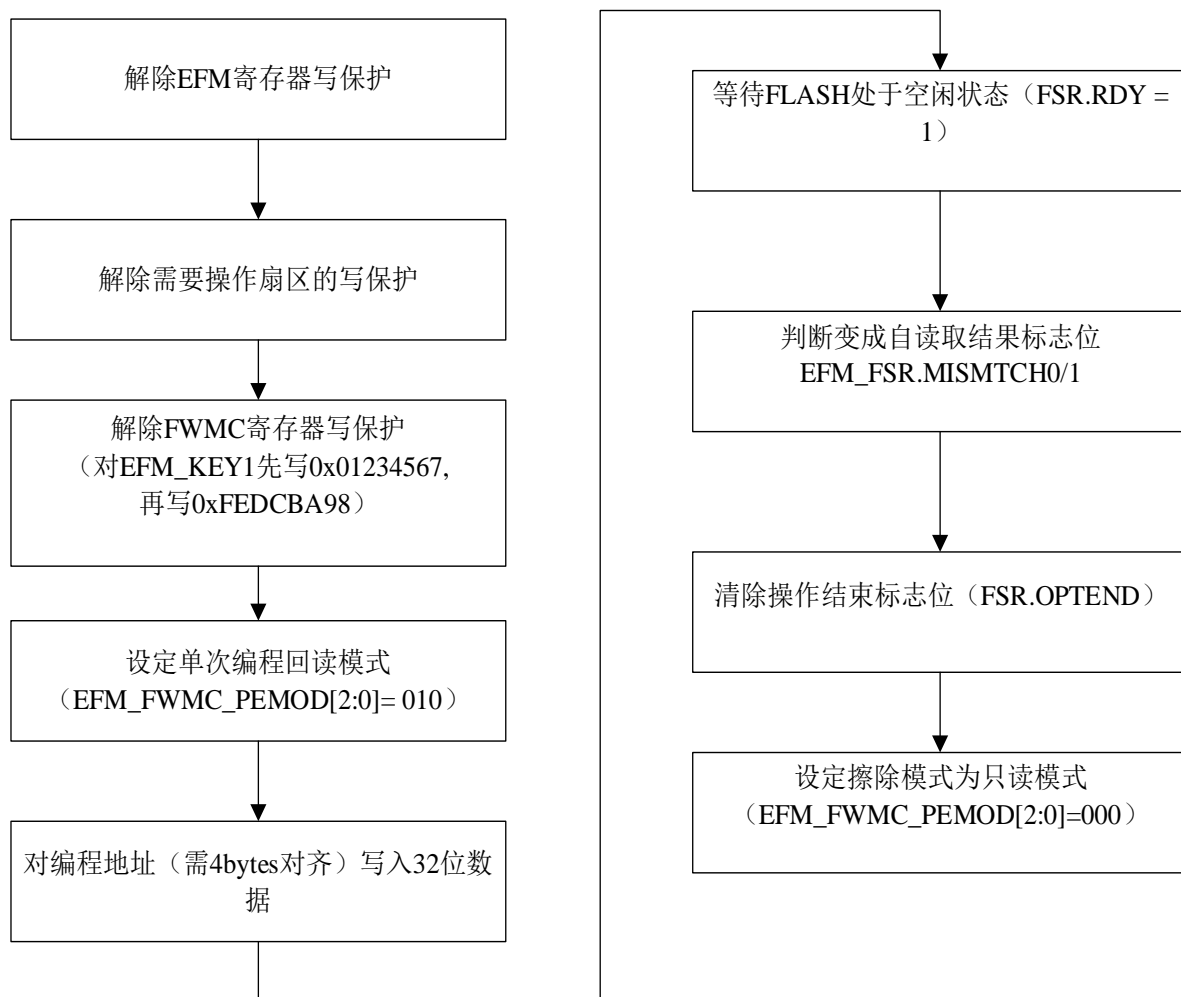 解除EFM寄存器写保护
解除需要操作扇区的写保护
解除FWMC寄存器写保护
（对EFM_KEY1先写0x01234567,
再写0xFEDCBA98）
设定单次编程回读模式
（EFM_FWMC_PEMOD[2:0]= 010）
对编程地址（需4bytes对齐）写入32位数
据
等待FLASH处于空闲状态（FSR.RDY =
1）
判断变成自读取结果标志位
EFM_FSR.MISMTCH0/1
清除操作结束标志位（FSR.OPTEND）
设定擦除模式为只读模式
（EFM_FWMC_PEMOD[2:0]=000）